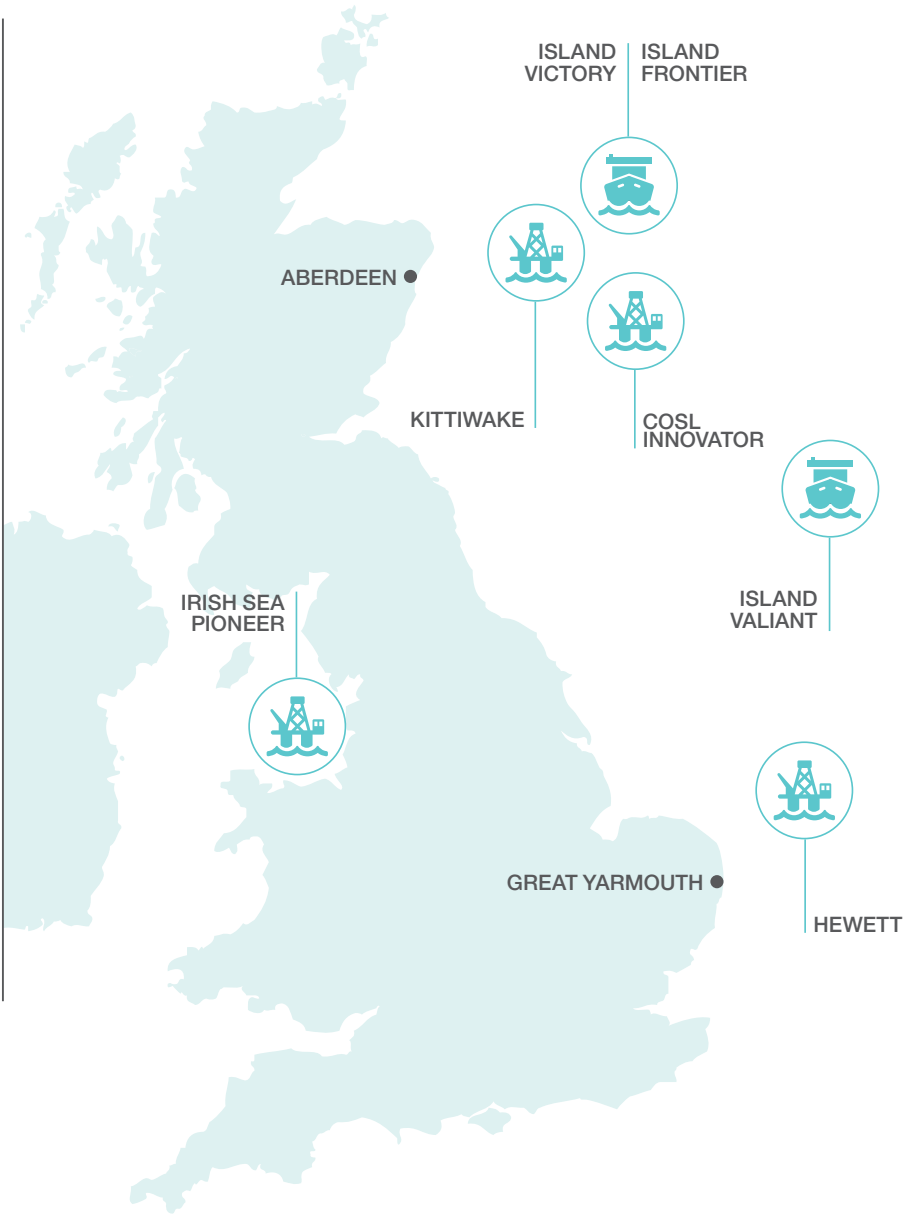 ISLAND
VICTORY
ISLAND
FRONTIER
ABERDEEN
KITTIWAKE
COSL
INNOVATOR
IRISH SEA
PIONEER
ISLAND
VALIANT
GREAT YARMOUTH
HEWETT